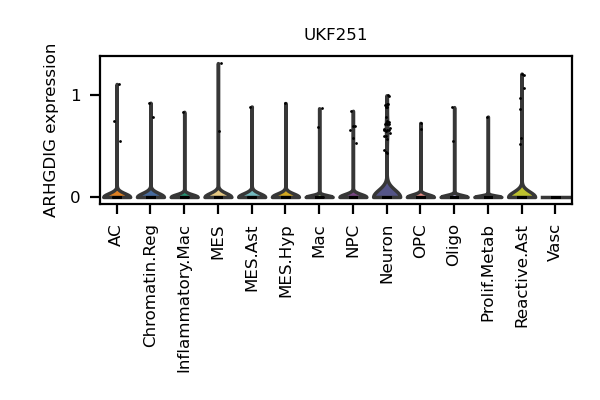 UKF251
ARHGDIG expression
1
0
AC
Chromatin.Reg
Inflammatory.Mac
MES
MES.Ast
MES.Hyp
Mac
NPC
Neuron
OPC
Oligo
Prolif.Metab
Reactive.Ast
Vasc